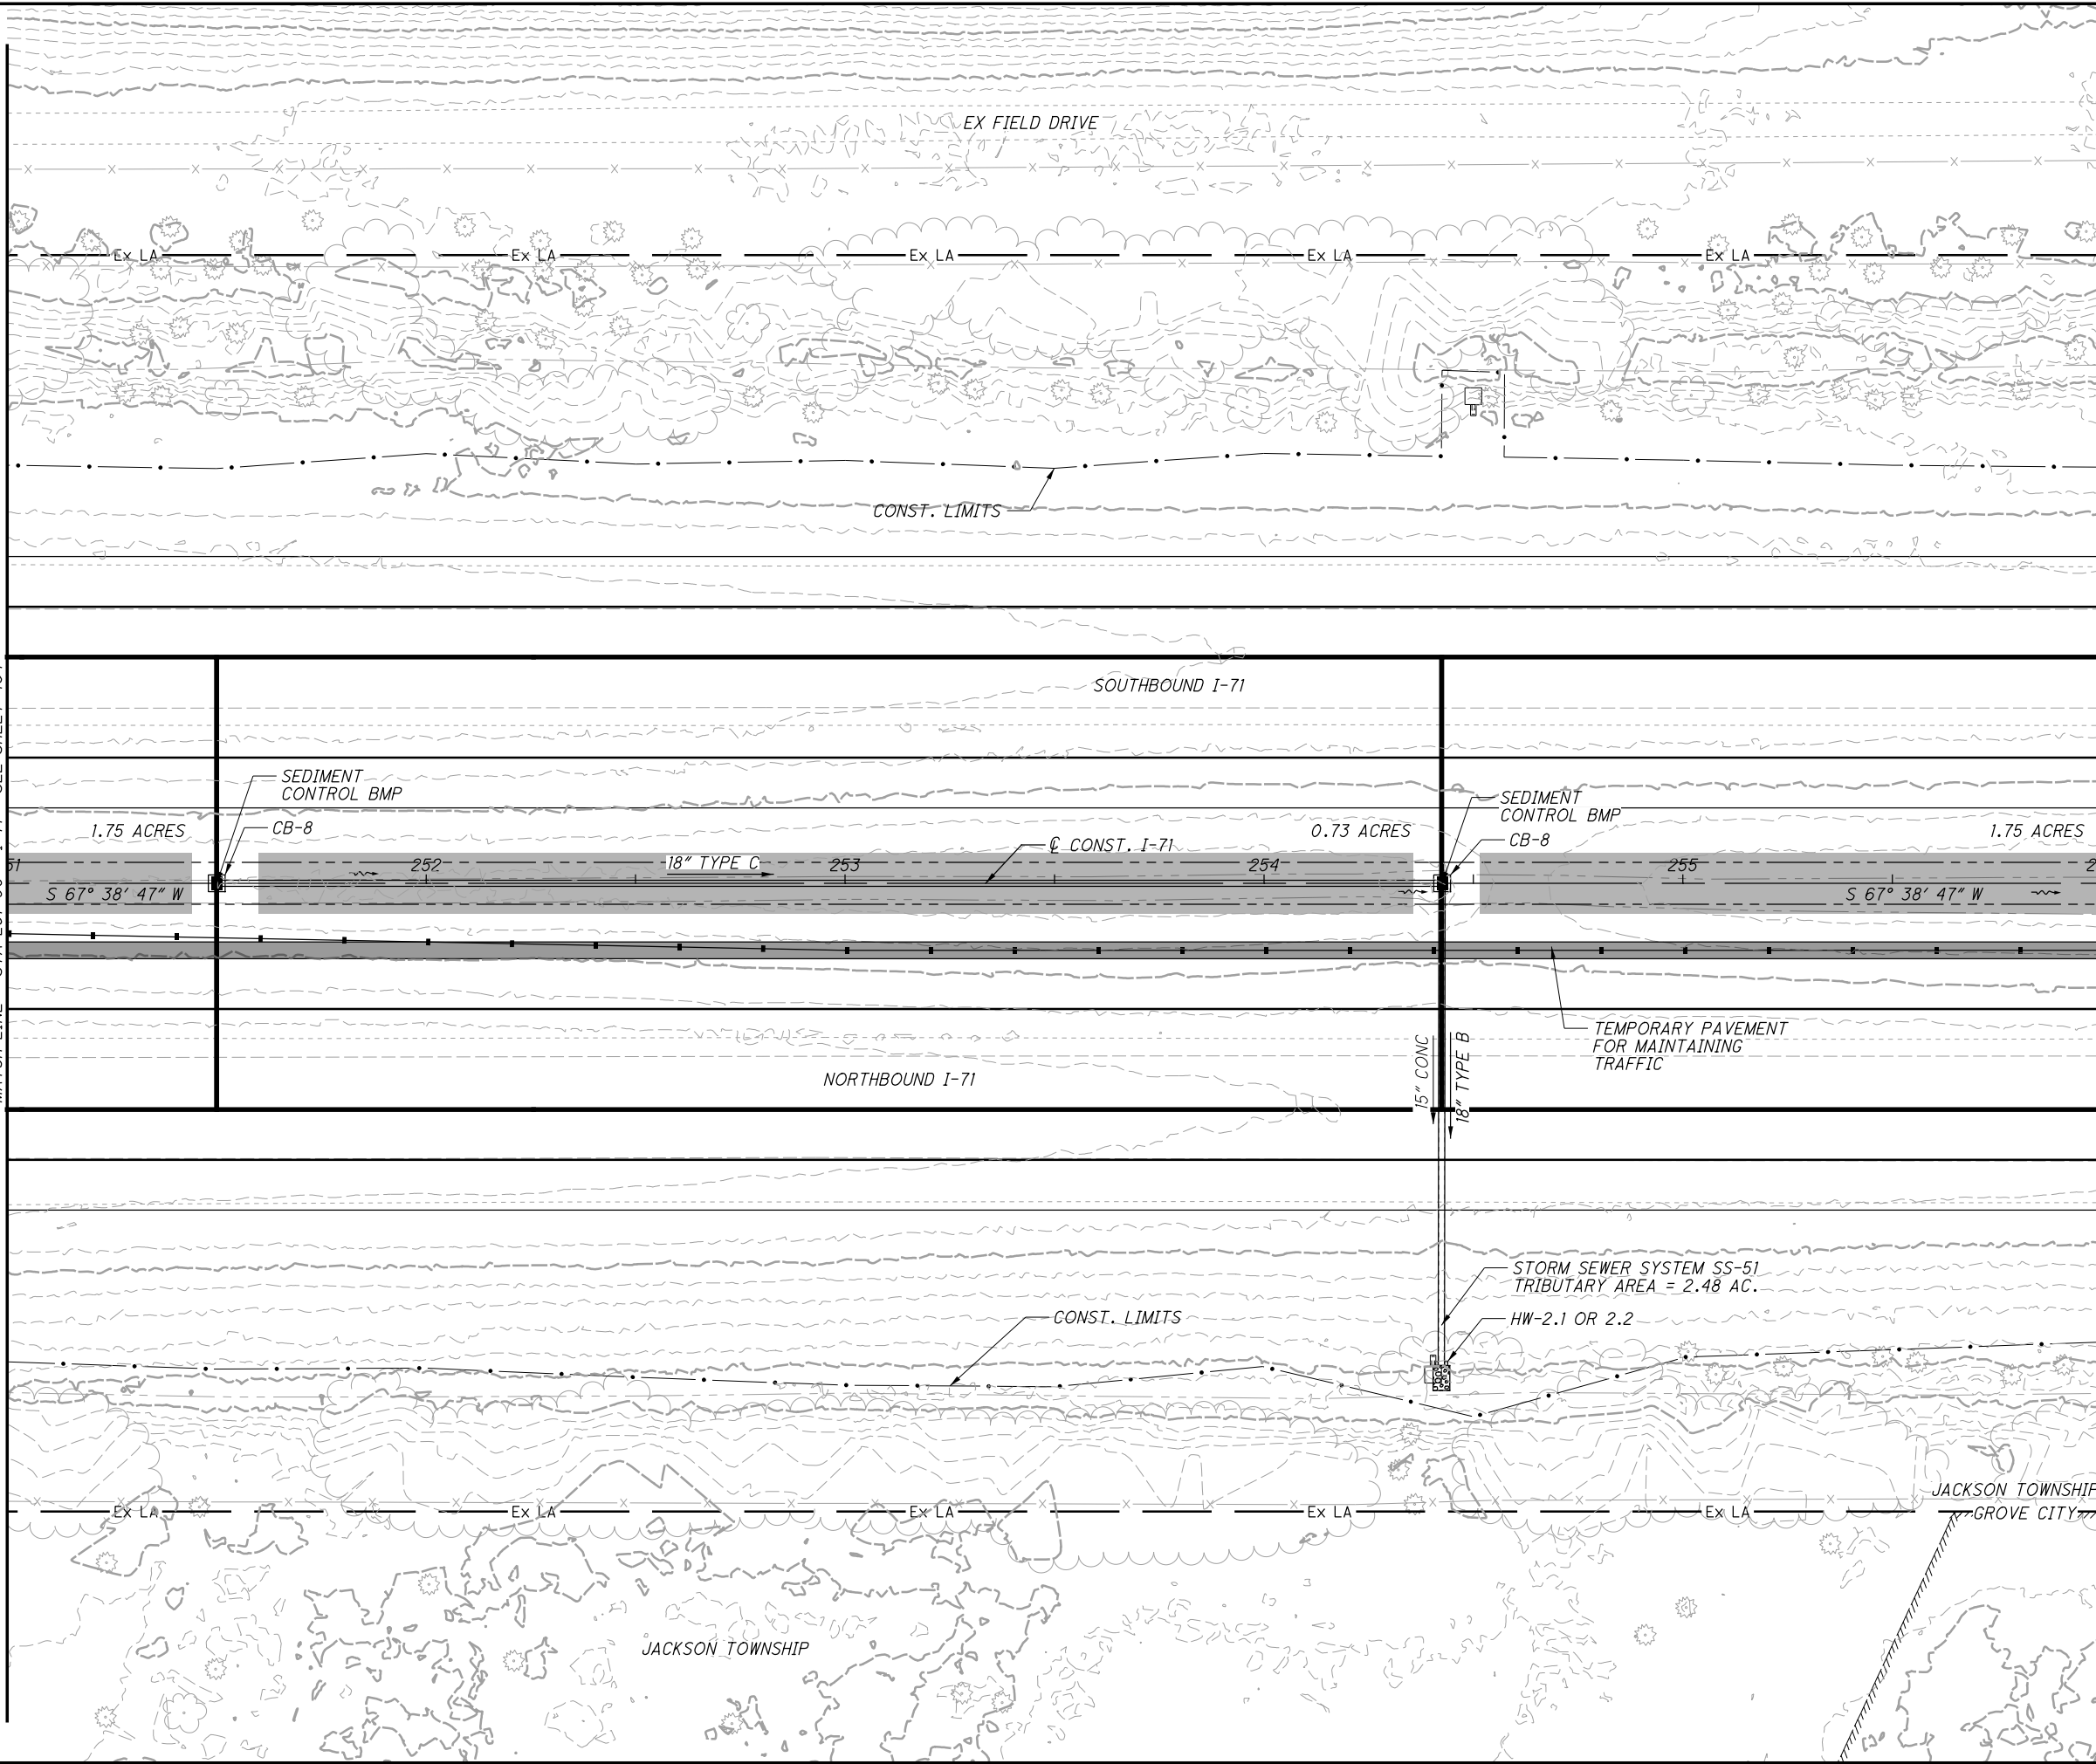 EX FIELD DRIVE
Ex LA
Ex LA
Ex LA
Ex LA
Ex LA
CONST. LIMITS
SOUTHBOUND I-71
SEDIMENT
CONTROL BMP
CB-8
1.75 ACRES
0.73 ACRES
SEDIMENT
CONTROL BMP
CB-8
1.75 ACRES
252
18" TYPE C
253
℄ CONST. I-71
254
255
S 67° 38' 47" W
S 67° 38' 47" W
TEMPORARY PAVEMENT
FOR MAINTAINING
TRAFFIC
15" CONC
18" TYPE B
NORTHBOUND I-71
STORM SEWER SYSTEM SS-51
TRIBUTARY AREA = 2.48 AC.
HW-2.1 OR 2.2
CONST. LIMITS
Ex LA
Ex LA
Ex LA
Ex LA
Ex LA
JACKSON TOWNSHIP
GROVE CITY
JACKSON TOWNSHIP